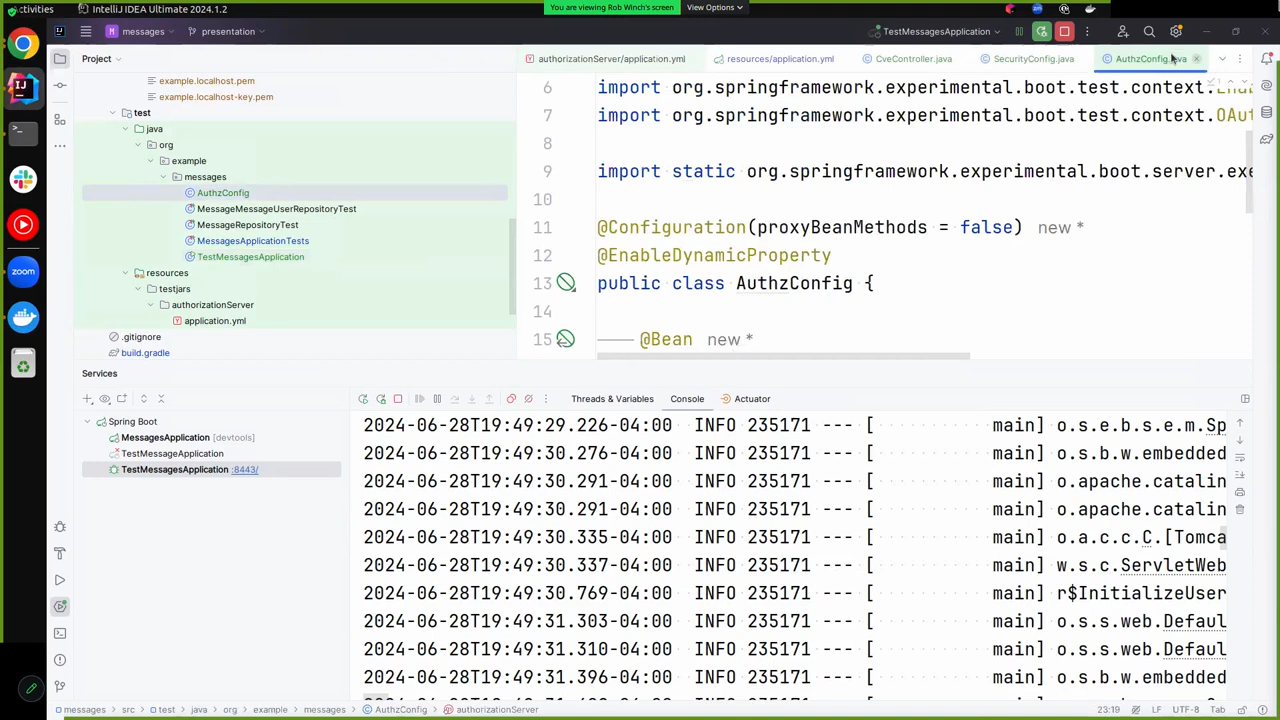 Activities
IntelliJ IDEA Ultimate 2024.1.2
You are viewing Rob Winch's screen
View Options
M
messages
presentation
TestMessagesApplication
Project
authorizationServer/application.yml
resources/application.yml
CveController.java
SecurityConfig.java
AuthzConfig.java
example.localhost.pem
example.localhost-key.pem
test
java
org
example
messages
AuthzConfig
MessageMessageUserRepositoryTest
MessageRepositoryTest
MessagesApplicationTests
TestMessagesApplication
resources
testjars
authorizationServer
application.yml
.gitignore
build.gradle
6 import org.springframework.experimental.boot.test.context.Enab
7 import org.springframework.experimental.boot.test.context.OAut
8
9 import static org.springframework.experimental.boot.server.exe
10
11 @Configuration(proxyBeanMethods = false) new *
12 @EnableDynamicProperty
13 public class AuthzConfig {
14
15 @Bean new *
Services
Threads & Variables
Console
Actuator
Spring Boot
MessagesApplication [devtools]
TestMessageApplication
TestMessagesApplication :8443/
2024-06-28T19:49:29.226-04:00 INFO 235171 --- [ main] o.s.e.b.s.e.m.Sp
2024-06-28T19:49:30.276-04:00 INFO 235171 --- [ main] o.s.b.w.embedded
2024-06-28T19:49:30.291-04:00 INFO 235171 --- [ main] o.apache.catalin
2024-06-28T19:49:30.291-04:00 INFO 235171 --- [ main] o.apache.catalin
2024-06-28T19:49:30.335-04:00 INFO 235171 --- [ main] o.a.c.c.C.[Tomca
2024-06-28T19:49:30.337-04:00 INFO 235171 --- [ main] w.s.c.ServletWeb
2024-06-28T19:49:30.769-04:00 INFO 235171 --- [ main] r$InitializeUser
2024-06-28T19:49:31.303-04:00 INFO 235171 --- [ main] o.s.s.web.Defaul
2024-06-28T19:49:31.310-04:00 INFO 235171 --- [ main] o.s.s.web.Defaul
2024-06-28T19:49:31.396-04:00 INFO 235171 --- [ main] o.s.b.w.embedded
zoom
messages > src > test > java > org > example > messages > AuthzConfig > authorizationServer
23:19
LF
UTF-8
Tab